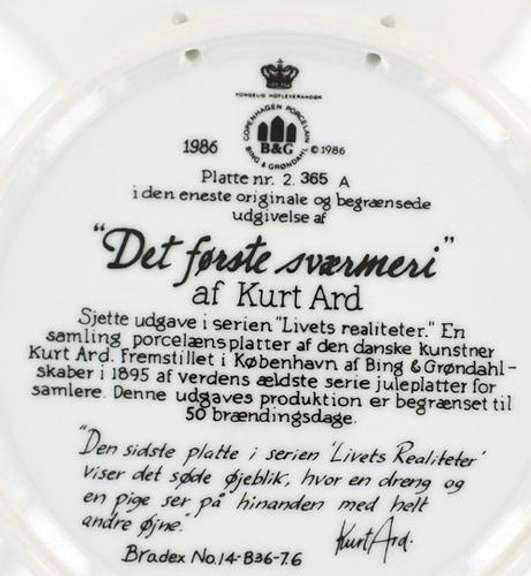 KONGELIG HOFLEVERANDØR
COPENHAGEN PORCELAIN
B&G
BING & GRØNDAHL
1986 © 1986
Platte nr. 2. 365 A
i den eneste originale og begrænsede
udgivelse af
"Det første sværmeri"
af Kurt Ard
Sjette udgave i serien "Livets realiteter." En
samling porcelænsplatter af den danske kunstner
Kurt Ard. Fremstillet i København af Bing & Grøndahl-
skaber i 1895 af verdens ældste serie juleplatter for
samlere. Denne udgaves produktion er begrænset til
50 brændingsdage.
"Den sidste platte i serien 'Livets Realiteter'
viser det søde øjeblik, hvor en dreng og
en pige ser på hinanden med helt
andre øjne."
Kurt Ard.
Bradex No. 14-B36-7.6